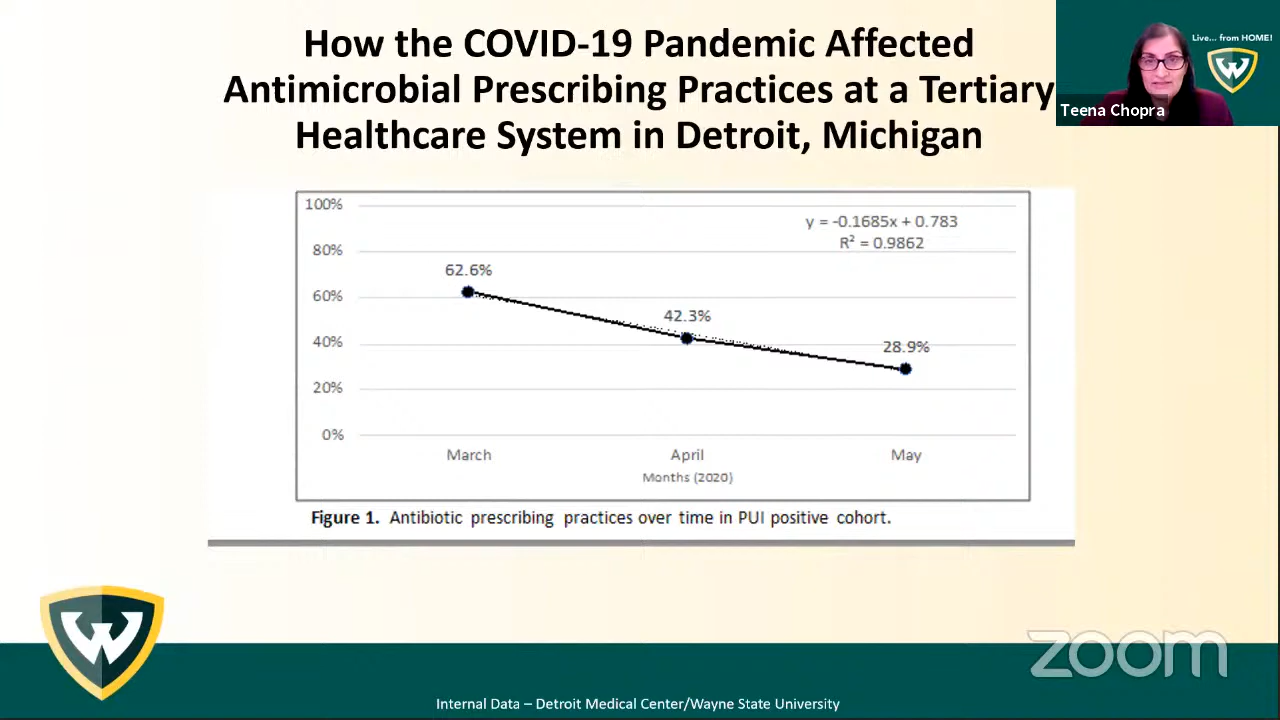 How the COVID-19 Pandemic Affected
Antimicrobial Prescribing Practices at a Tertiary
Healthcare System in Detroit, Michigan
Live... from HOME!
W
Teena Chopra
100%
80%
60%
40%
20%
0%
y = -0.1685x + 0.783
R² = 0.9862
62.6%
42.3%
28.9%
March April May
Months (2020)
Figure 1. Antibiotic prescribing practices over time in PUI positive cohort.
W
zoom
Internal Data – Detroit Medical Center/Wayne State University